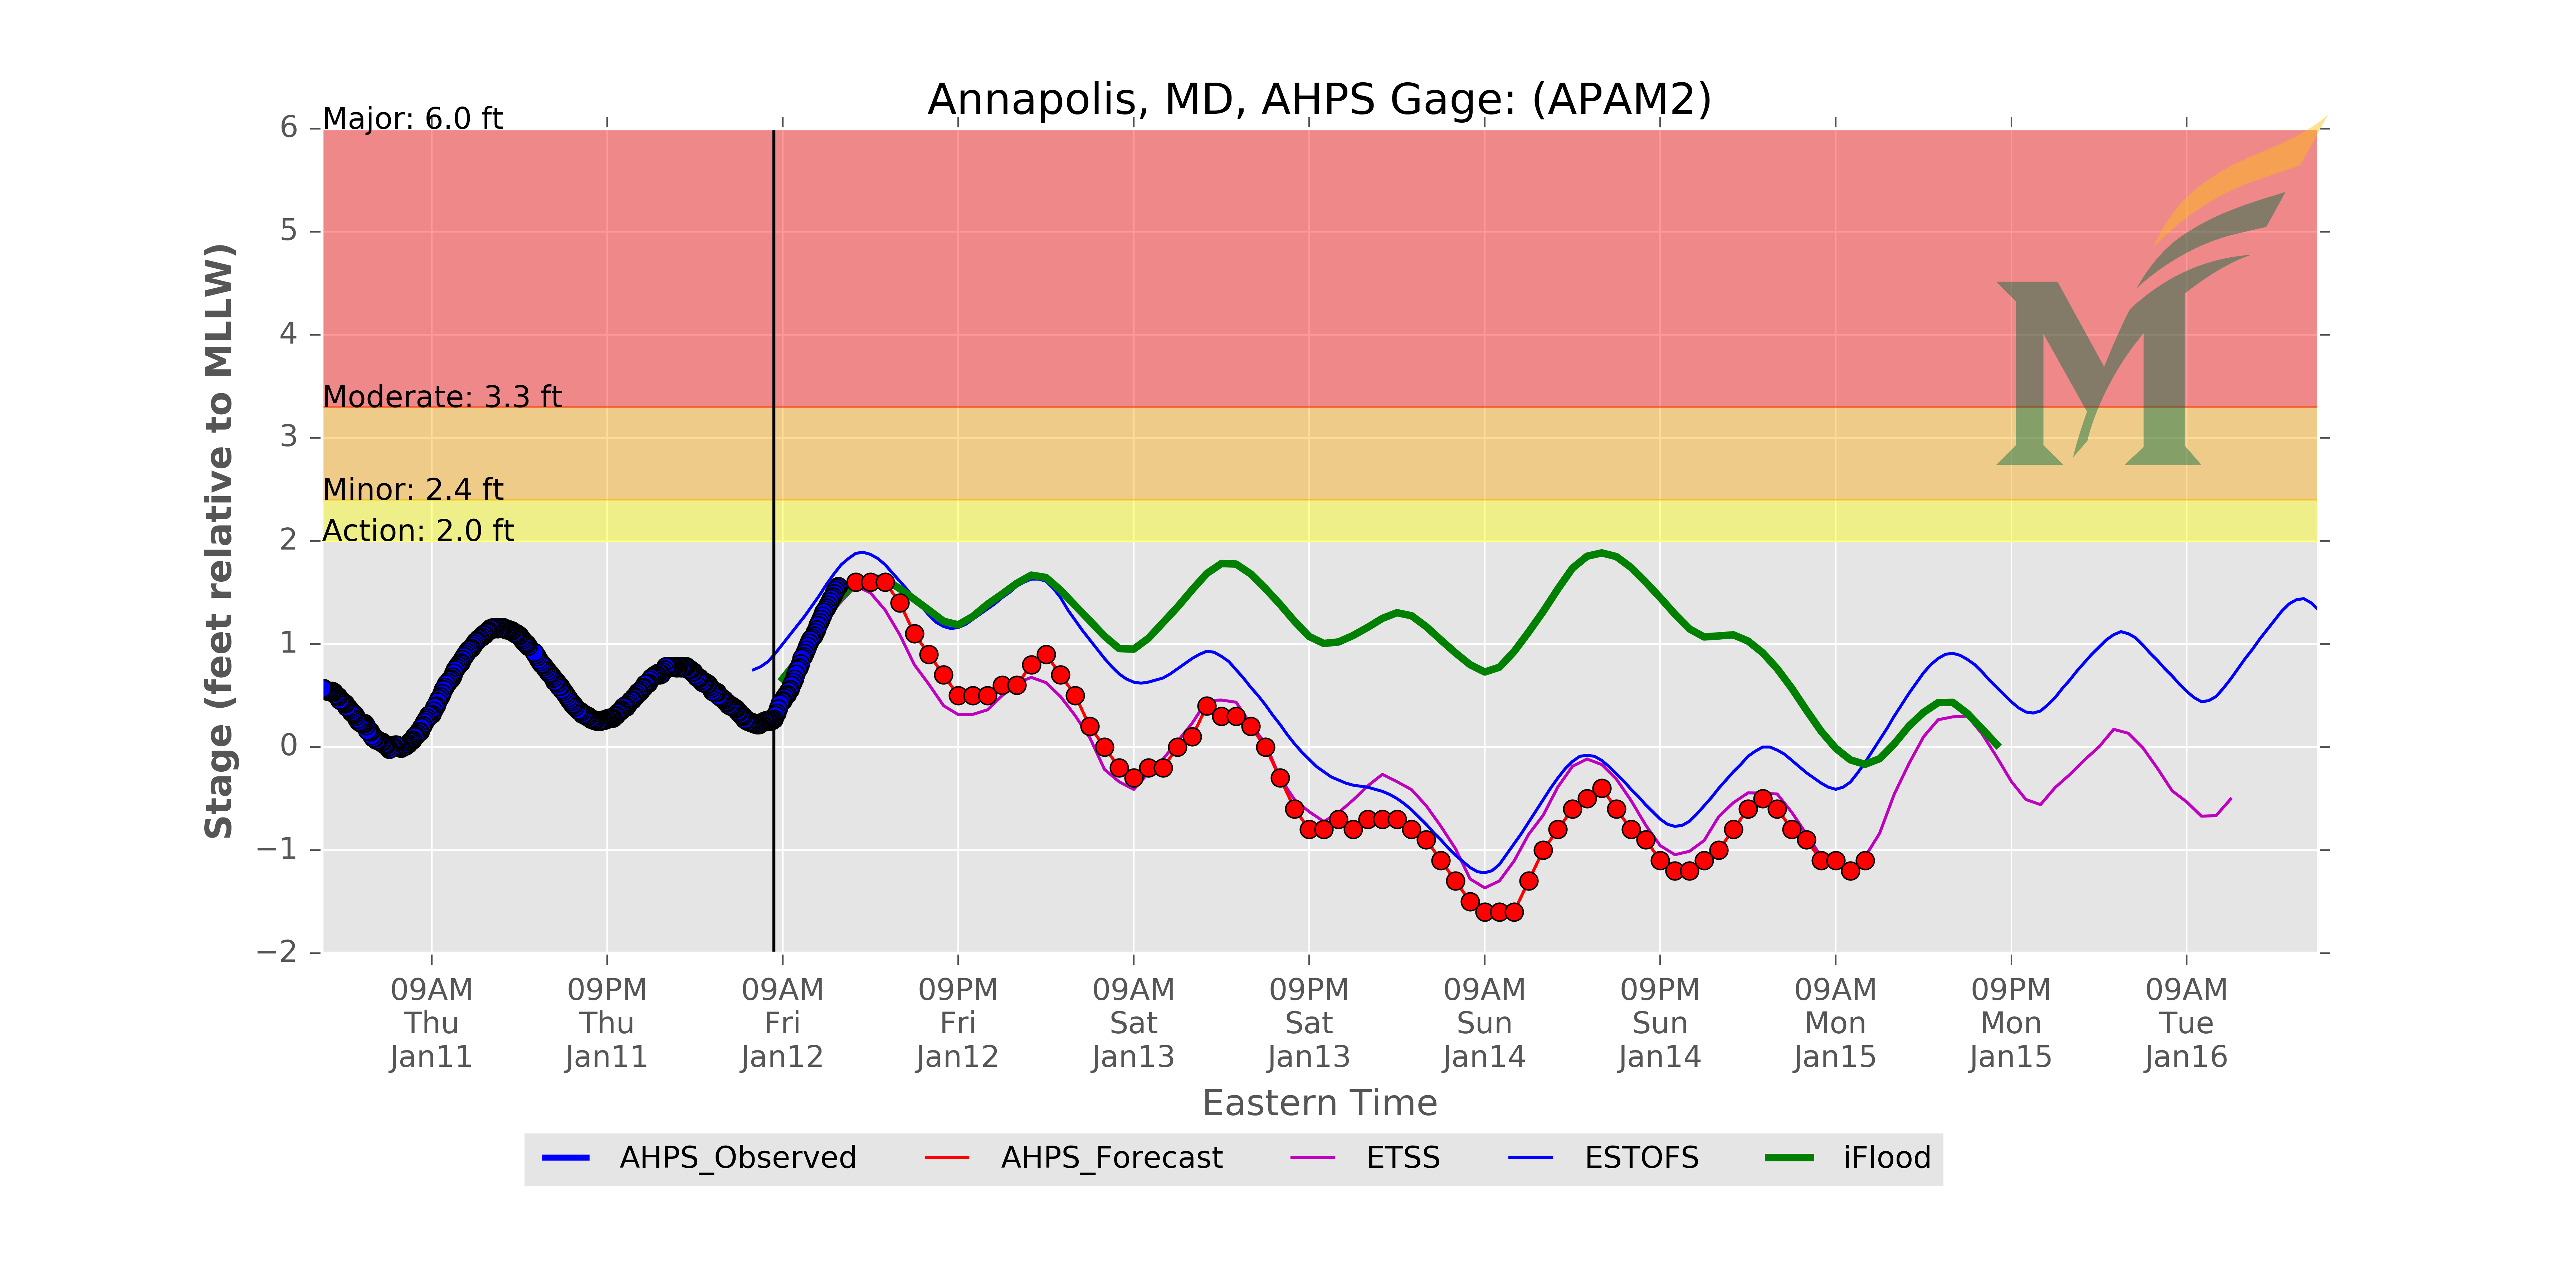 Annapolis, MD, AHPS Gage: (APAM2)
Major: 6.0 ft
Moderate: 3.3 ft
Minor: 2.4 ft
Action: 2.0 ft
Stage (feet relative to MLLW)
6
5
4
3
2
1
0
−1
−2
09AM Thu Jan11
09PM Thu Jan11
09AM Fri Jan12
09PM Fri Jan12
09AM Sat Jan13
09PM Sat Jan13
09AM Sun Jan14
09PM Sun Jan14
09AM Mon Jan15
09PM Mon Jan15
09AM Tue Jan16
Eastern Time
AHPS_Observed AHPS_Forecast ETSS ESTOFS iFlood
M